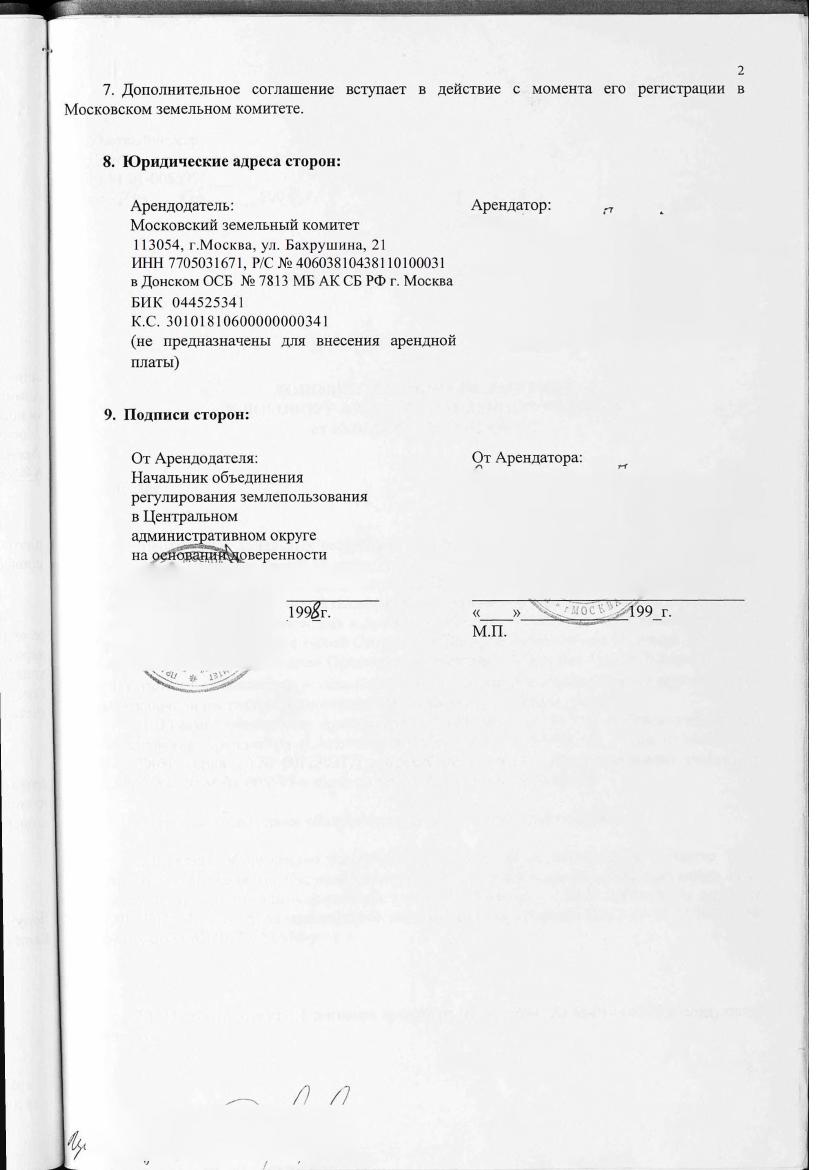 2
7. Дополнительное соглашение вступает в действие с момента его регистрации в
Московском земельном комитете.
8. Юридические адреса сторон:
Арендодатель:
Московский земельный комитет
113054, г.Москва, ул. Бахрушина, 21
ИНН 7705031671, Р/С № 40603810438110100031
в Донском ОСБ № 7813 МБ АК СБ РФ г. Москва
БИК 044525341
К.С. 30101810600000000341
(не предназначены для внесения арендной
платы)
Арендатор:
9. Подписи сторон:
От Арендодателя:
Начальник объединения
регулирования землепользования
в Центральном
административном округе
на основании доверенности
1998г.
От Арендатора:
«____»______________199_г.
М.П.
г МОСКВА